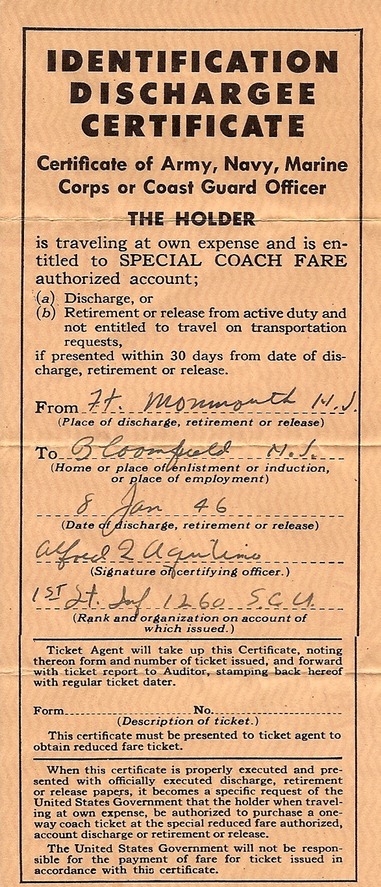 IDENTIFICATION
DISCHARGEE
CERTIFICATE
Certificate of Army, Navy, Marine
Corps or Coast Guard Officer
THE HOLDER
is traveling at own expense and is en-
titled to SPECIAL COACH FARE
authorized account;
(a) Discharge, or
(b) Retirement or release from active duty and
not entitled to travel on transportation
requests,
if presented within 30 days from date of dis-
charge, retirement or release.
From Ft. Monmouth N.J.
(Place of discharge, retirement or release)
To Bloomfield N.J.
(Home or place of enlistment or induction,
or place of employment)
8 Jan 46
(Date of discharge, retirement or release)
Alfred Aquilino
(Signature of certifying officer.)
1ST Lt. Inf 1260 S.C.U.
(Rank and organization on account of
which issued.)
Ticket Agent will take up this Certificate, noting
thereon form and number of ticket issued, and forward
with ticket report to Auditor, stamping back hereof
with regular ticket dater.
Form No.
(Description of ticket.)
This certificate must be presented to ticket agent to
obtain reduced fare ticket.
When this certificate is properly executed and pre-
sented with officially executed discharge, retirement
or release papers, it becomes a specific request of the
United States Government that the holder when travel-
ing at own expense, be authorized to purchase a one-
way coach ticket at the special reduced fare authorized,
account discharge or retirement or release.
The United States Government will not be respon-
sible for the payment of fare for ticket issued in
accordance with this certificate.